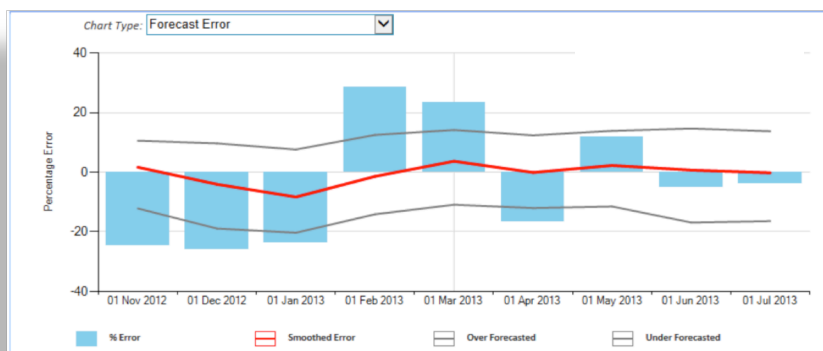 Chart Type: Forecast Error
40
20
0
-20
-40
Percentage Error
01 Nov 2012 01 Dec 2012 01 Jan 2013 01 Feb 2013 01 Mar 2013 01 Apr 2013 01 May 2013 01 Jun 2013 01 Jul 2013
% Error Smoothed Error Over Forecasted Under Forecasted